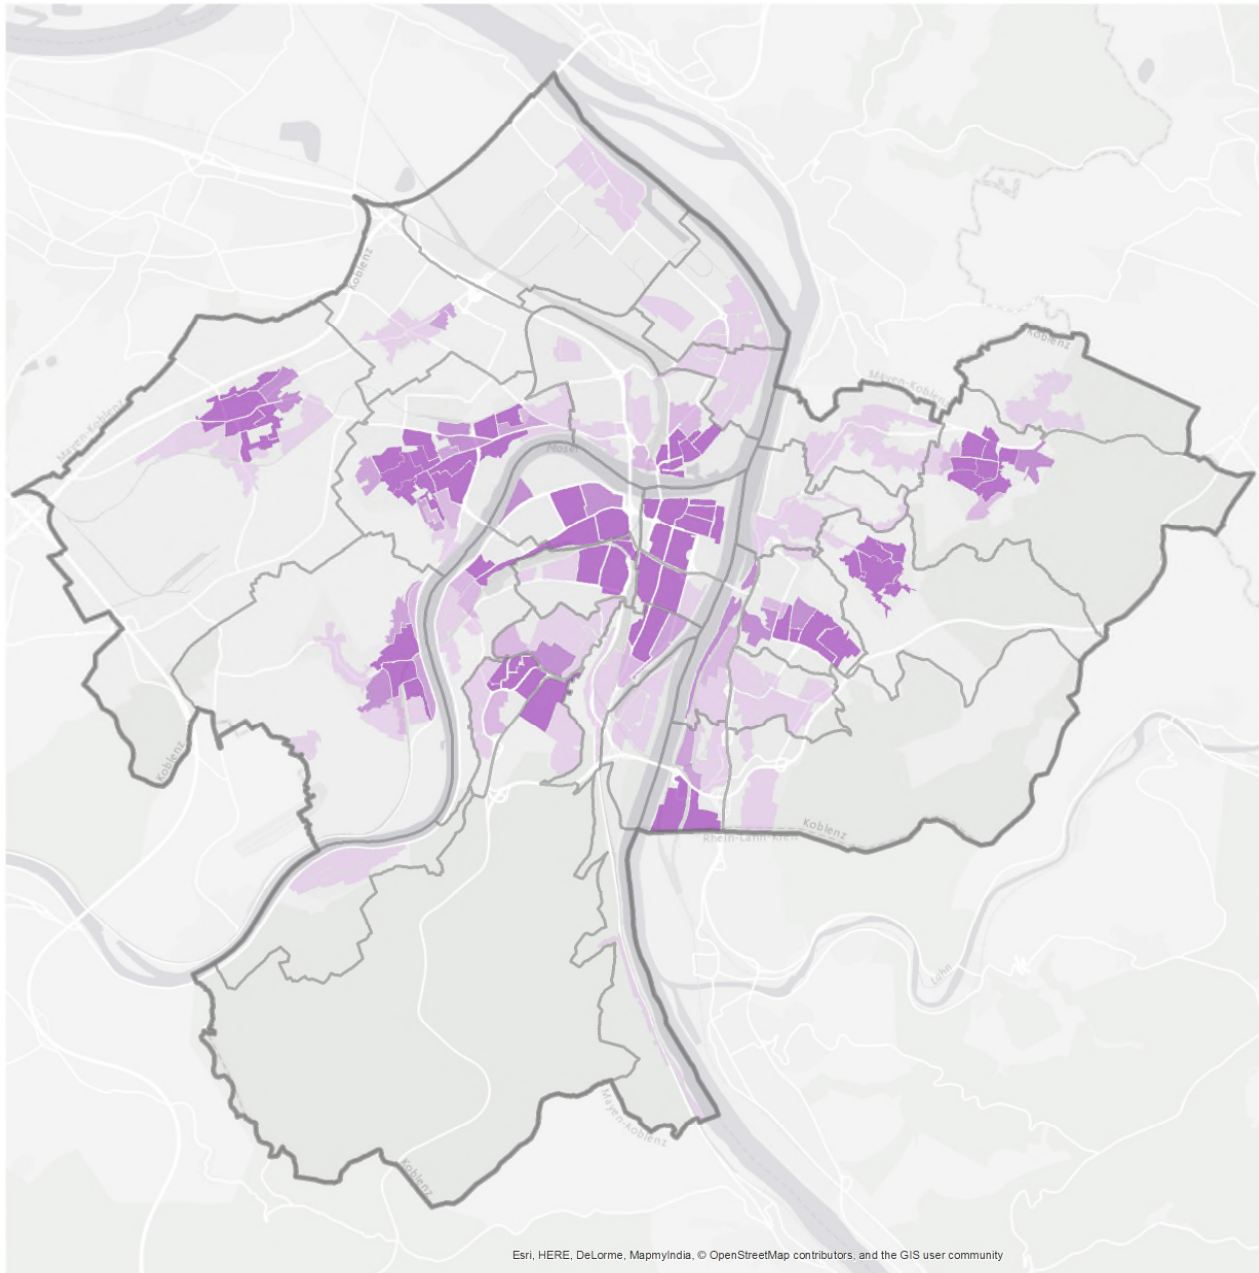 Koblenz
Koblenz
Mayen-Koblenz
Mayen-Koblenz
Mosel
Koblenz
Koblenz
Rhein-Lahn-Kreis
Lahn
Mayen-Koblenz
Koblenz
Esri, HERE, DeLorme, MapmyIndia, © OpenStreetMap contributors, and the GIS user community